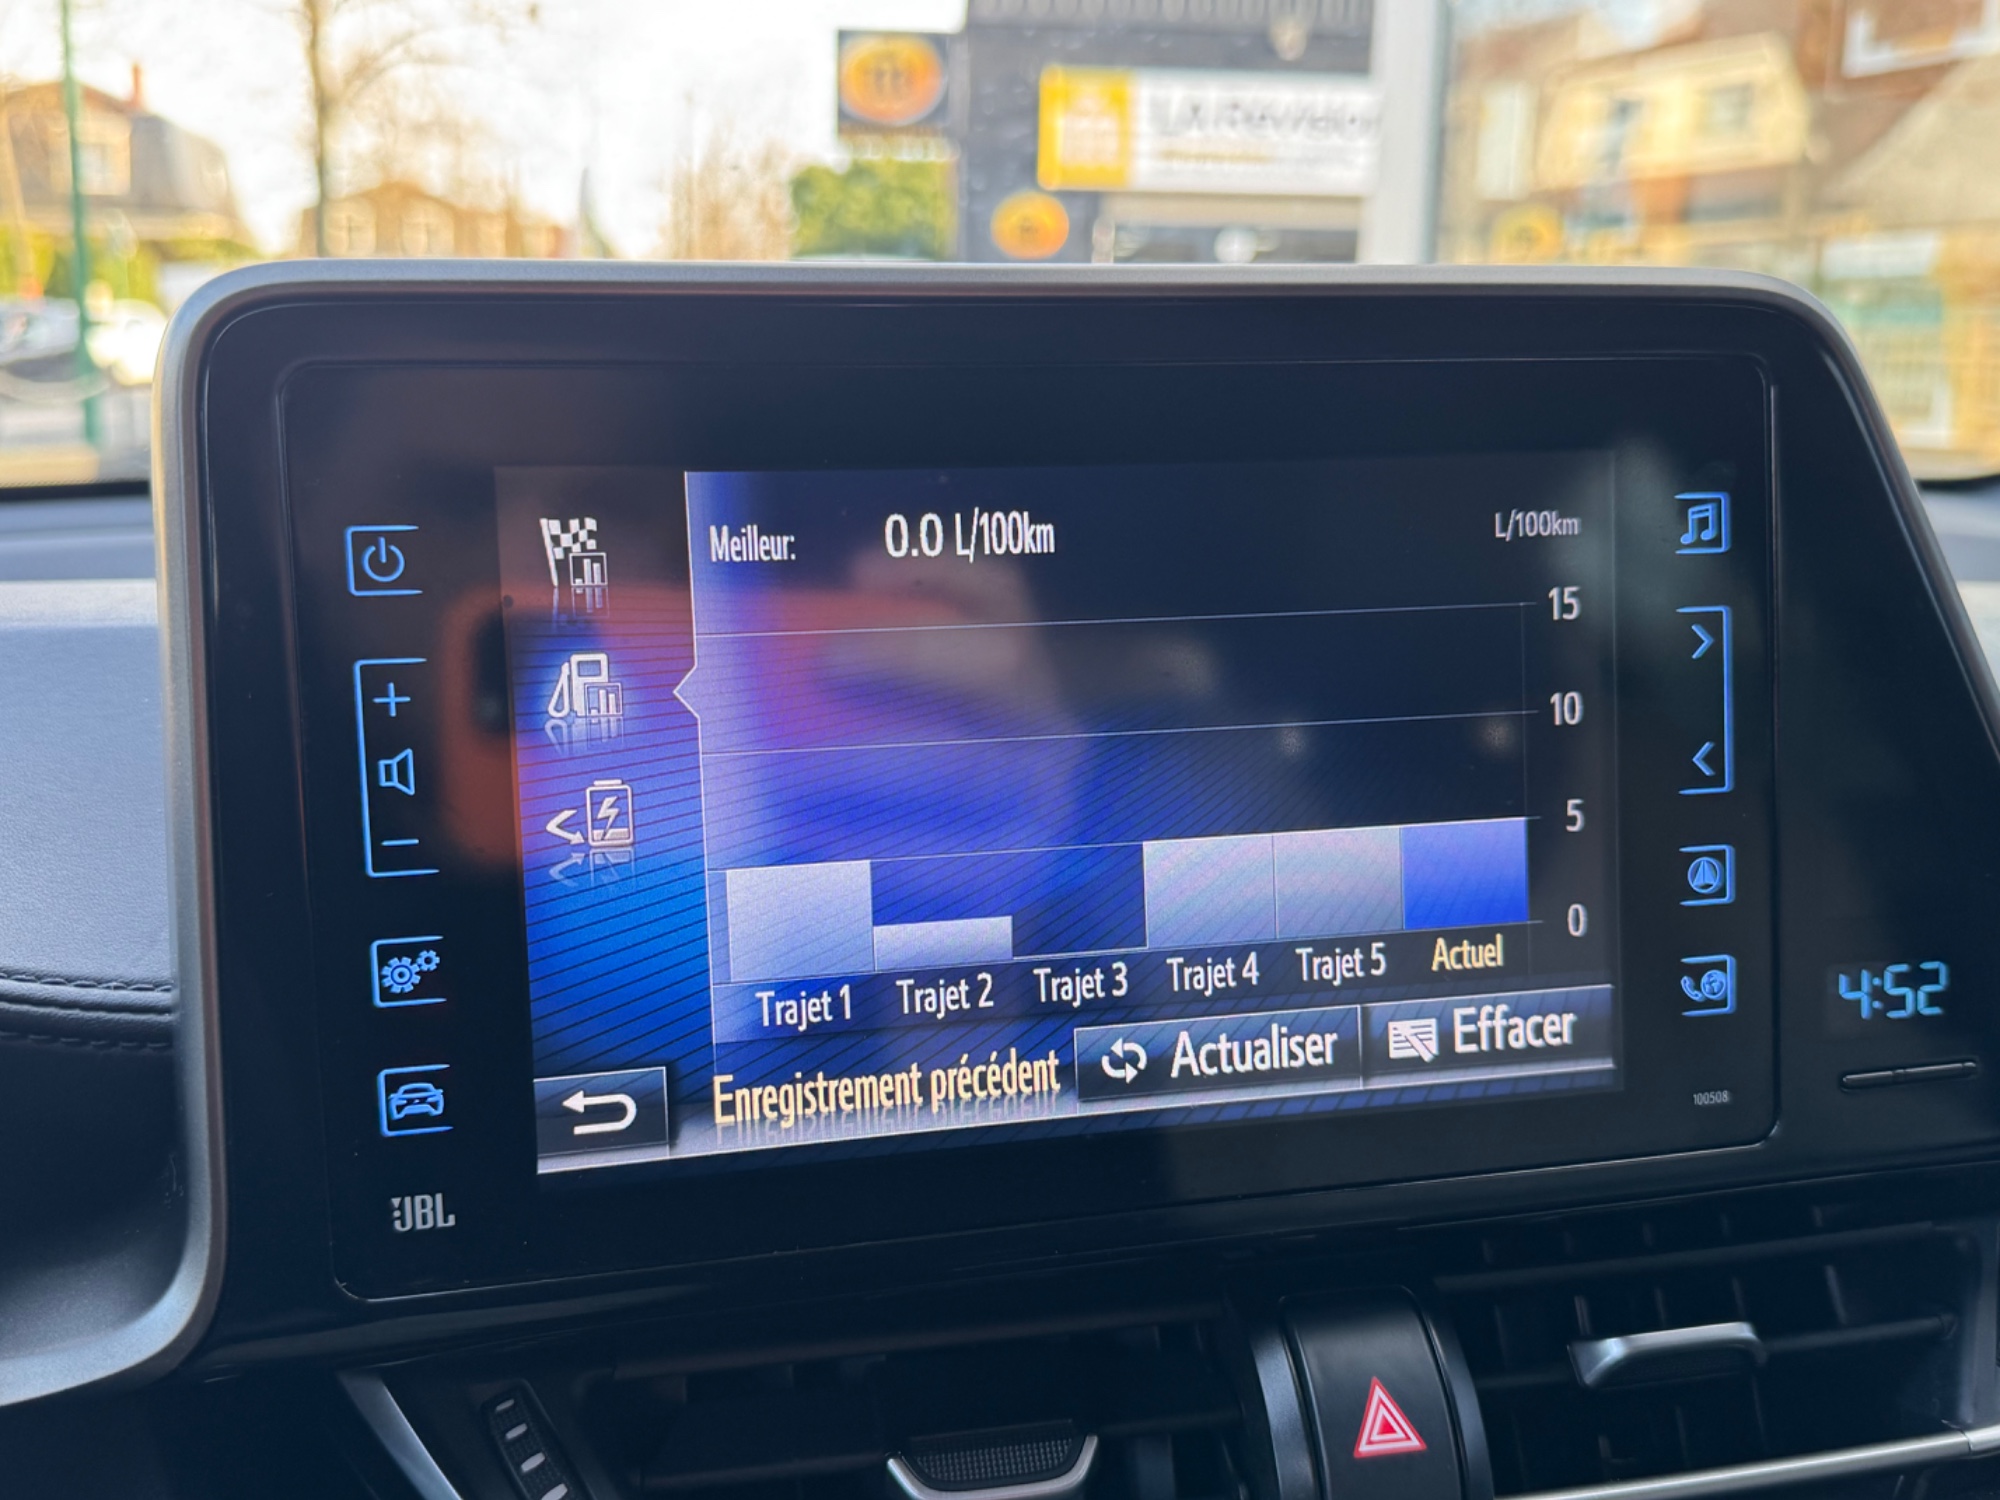 Meilleur: 0.0 L/100km
L/100km
15
10
5
0
Trajet 1 Trajet 2 Trajet 3 Trajet 4 Trajet 5 Actuel
Enregistrement précédent Actualiser Effacer
JBL
100508
4:52